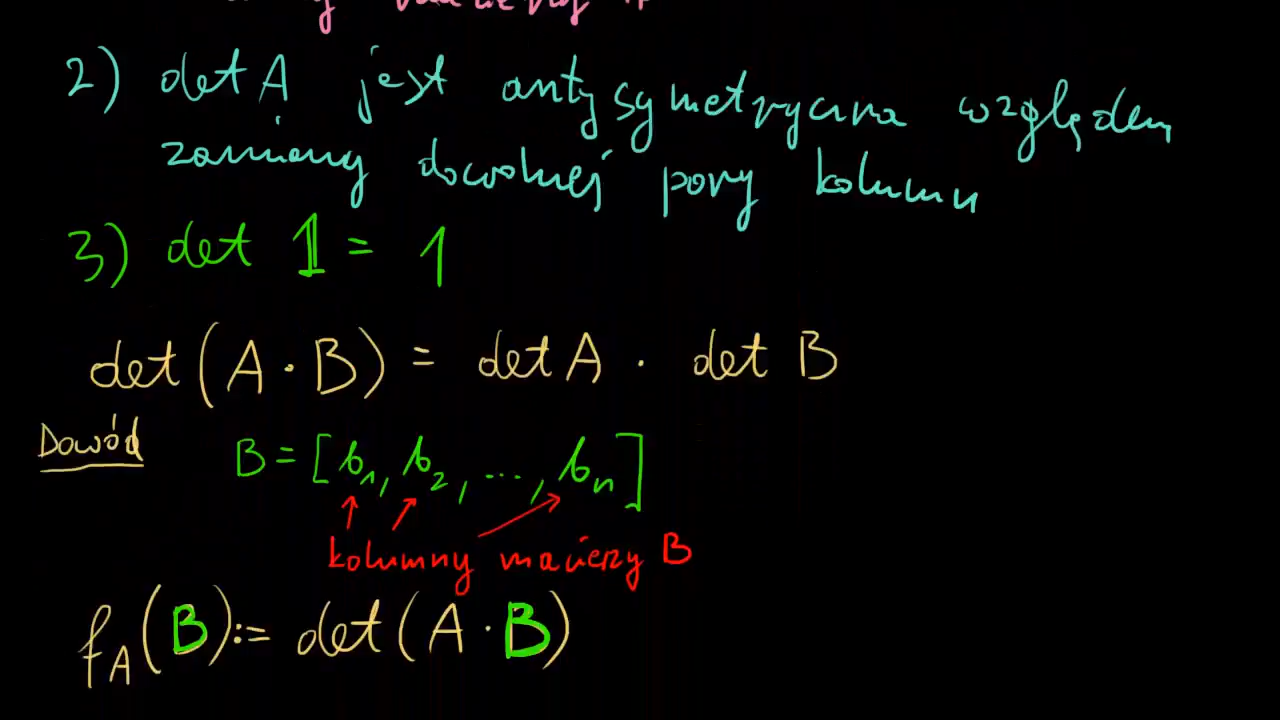 2) det A jest antysymetryczna względem
zamiany dowolnej pary kolumn
3) det 𝟙 = 1
det(A · B) = det A · det B
Dowód B = [b₁, b₂, ..., bₙ]
kolumny macierzy B
f_A(B) := det(A · B)